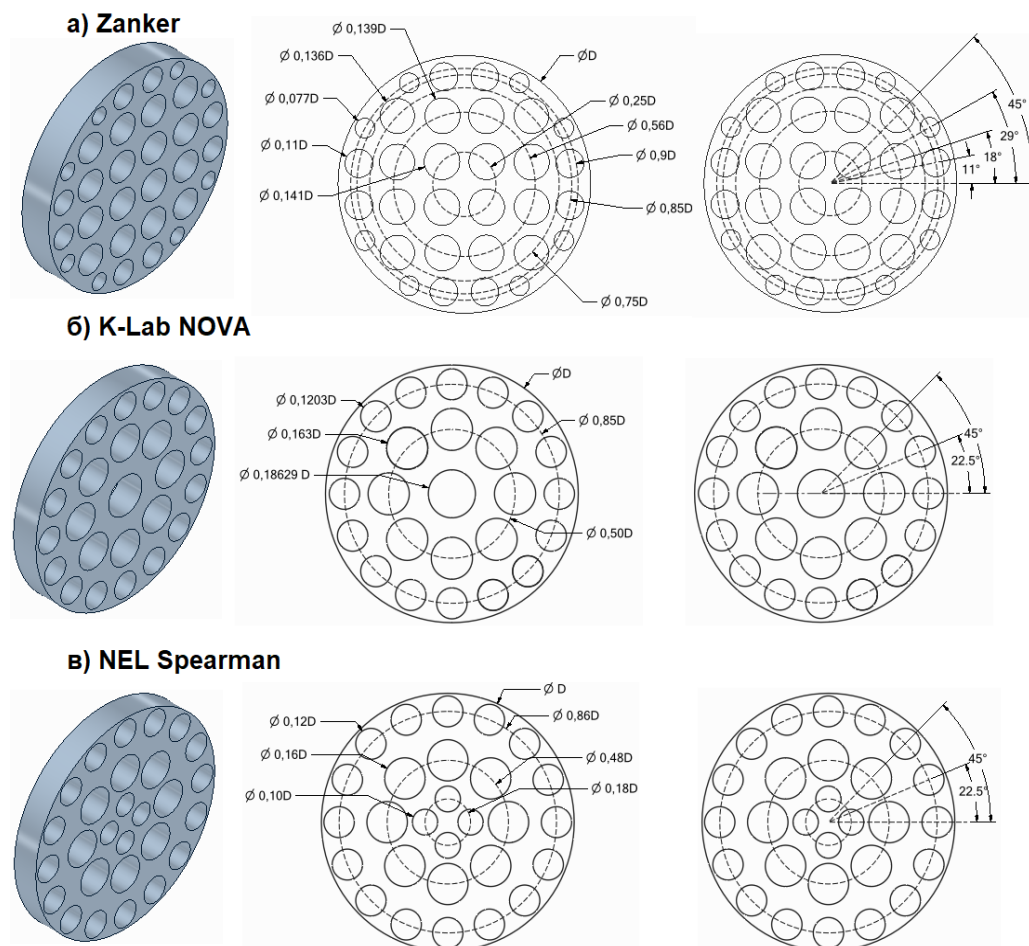 а) Zanker
Ø 0,139D
Ø 0,136D
ØD
Ø 0,077D
Ø 0,25D
Ø 0,56D
Ø 0,11D
Ø 0,9D
Ø 0,141D
Ø 0,85D
Ø 0,75D
45°
29°
18°
11°
б) K-Lab NOVA
ØD
Ø 0,1203D
Ø 0,85D
Ø 0,163D
Ø 0,18629 D
Ø 0,50D
45°
22.5°
в) NEL Spearman
Ø D
Ø 0,12D
Ø 0,86D
Ø 0,16D
Ø 0,48D
Ø 0,10D
Ø 0,18D
45°
22.5°